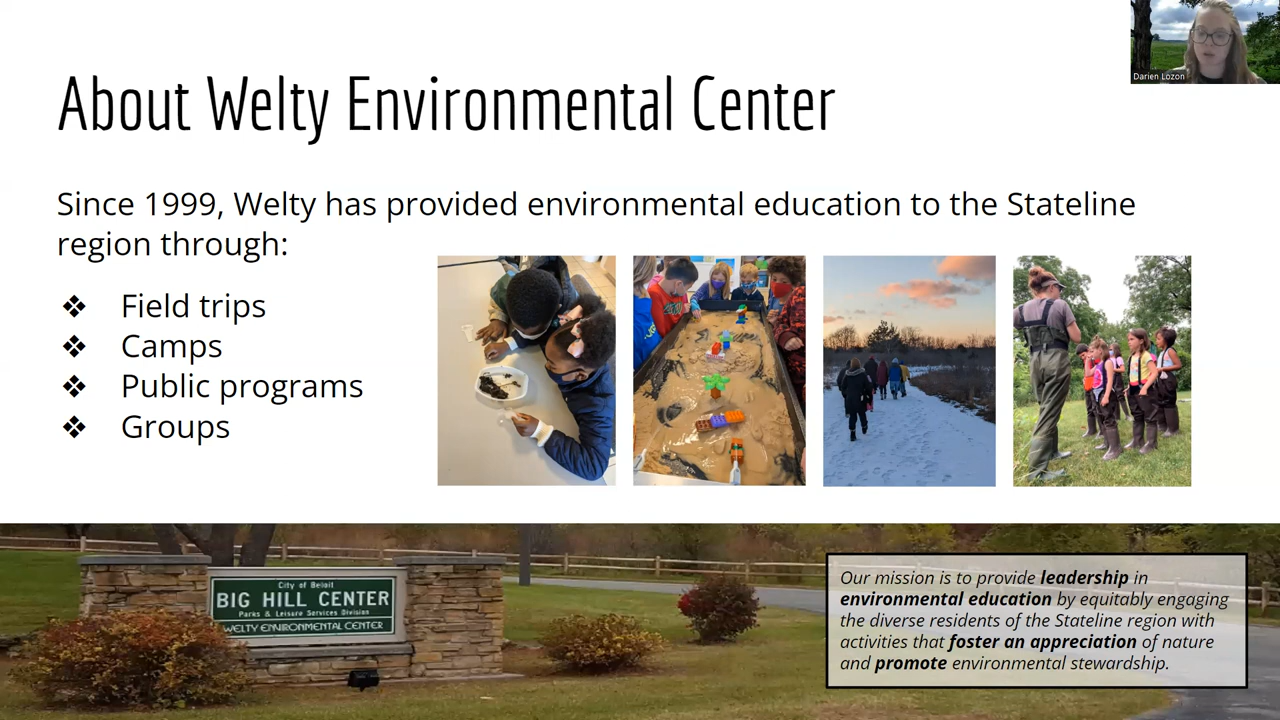 Darien Lozon
About Welty Environmental Center
Since 1999, Welty has provided environmental education to the Stateline
region through:
❖ Field trips
❖ Camps
❖ Public programs
❖ Groups
City of Beloit
BIG HILL CENTER
Parks & Leisure Services Division
WELTY ENVIRONMENTAL CENTER
Our mission is to provide leadership in
environmental education by equitably engaging
the diverse residents of the Stateline region with
activities that foster an appreciation of nature
and promote environmental stewardship.